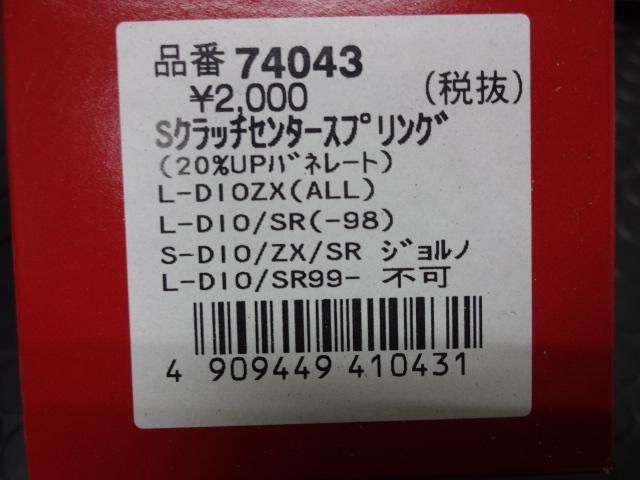 品番 74043
¥2,000 (税抜)
Sｸﾗｯﾁｾﾝﾀｰｽﾌﾟﾘﾝｸﾞ
(20%UPﾊﾞﾈﾚｰﾄ)
L-DIOZX(ALL)
L-DIO/SR(-98)
S-DIO/ZX/SR ｼﾞｮﾙﾉ
L-DIO/SR99- 不可
4 909449 410431